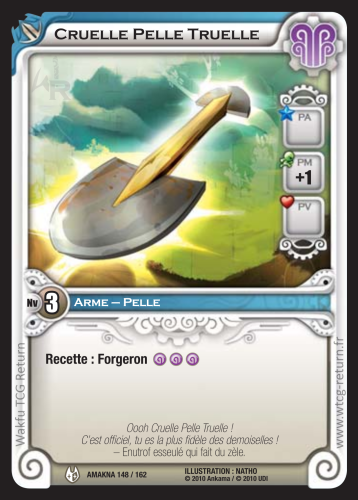 CRUELLE PELLE TRUELLE
PA
PM
+1
PV
Nv 3 ARME – PELLE
Recette : Forgeron
Oooh Cruelle Pelle Truelle !
C'est officiel, tu es la plus fidèle des demoiselles !
– Enutrof esseulé qui fait du zèle.
Wakfu TCG Return
www.wtcg-return.fr
AMAKNA 148 / 162
ILLUSTRATION : NATHO
© 2010 Ankama / © 2010 UDI